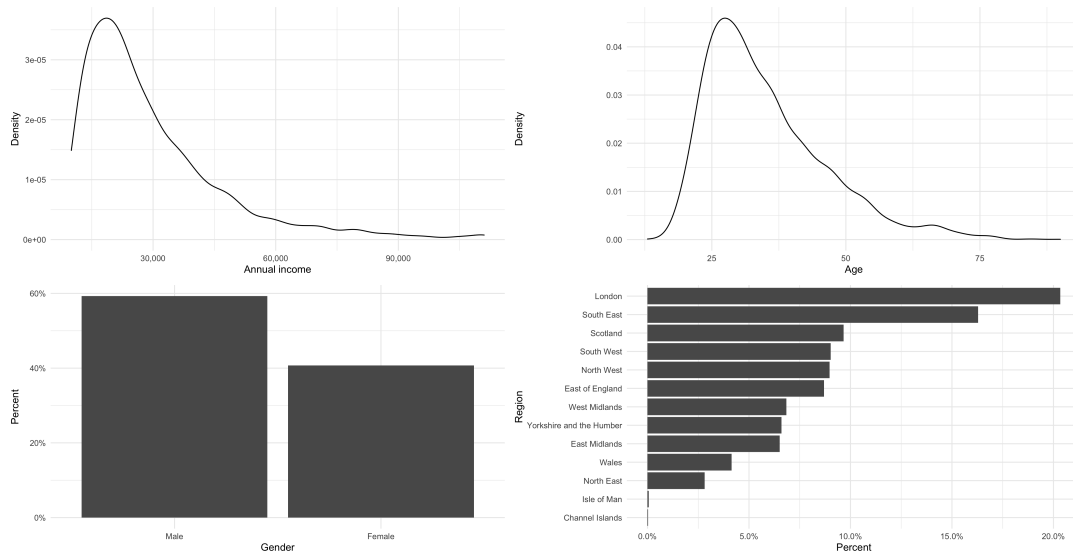 3e-05
2e-05
1e-05
0e+00
Density
30,000
60,000
90,000
Annual income
0.04
0.03
0.02
0.01
0.00
Density
25
50
75
Age
60%
40%
20%
0%
Percent
Male
Female
Gender
London
South East
Scotland
South West
North West
East of England
West Midlands
Yorkshire and the Humber
East Midlands
Wales
North East
Isle of Man
Channel Islands
Region
0.0%
5.0%
10.0%
15.0%
20.0%
Percent